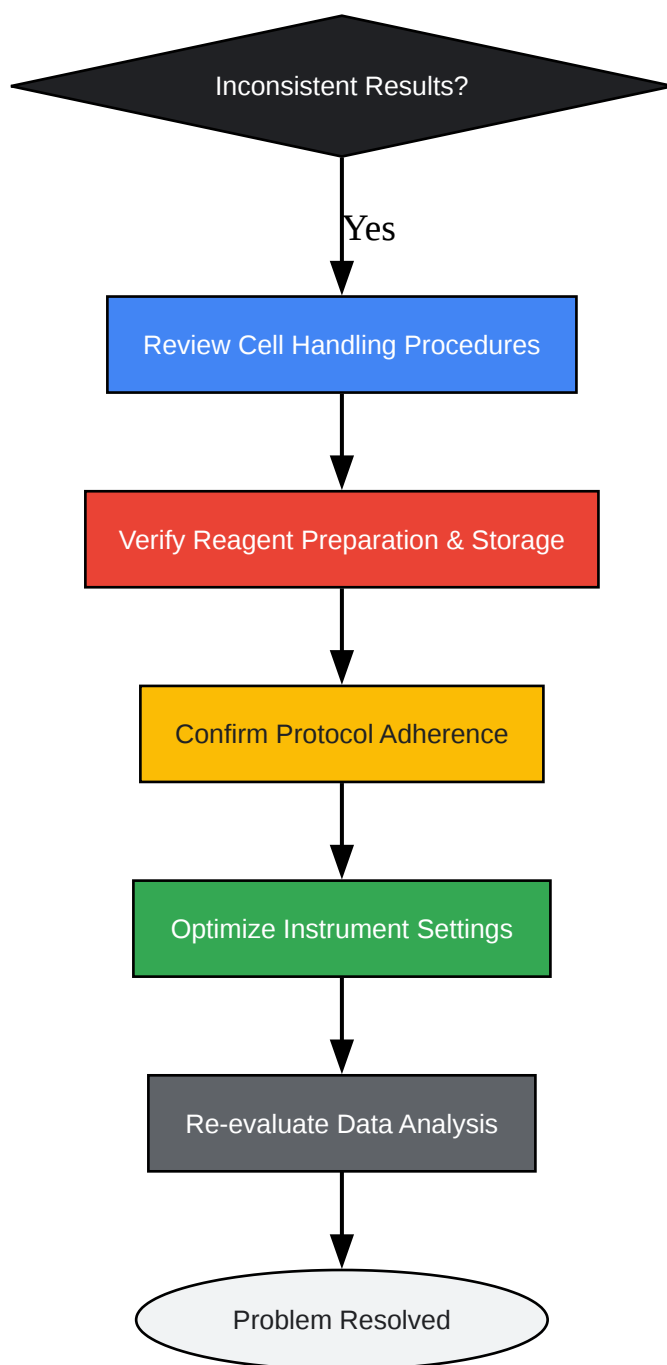 Inconsistent Results?
Yes
Review Cell Handling Procedures
Verify Reagent Preparation & Storage
Confirm Protocol Adherence
Optimize Instrument Settings
Re-evaluate Data Analysis
Problem Resolved